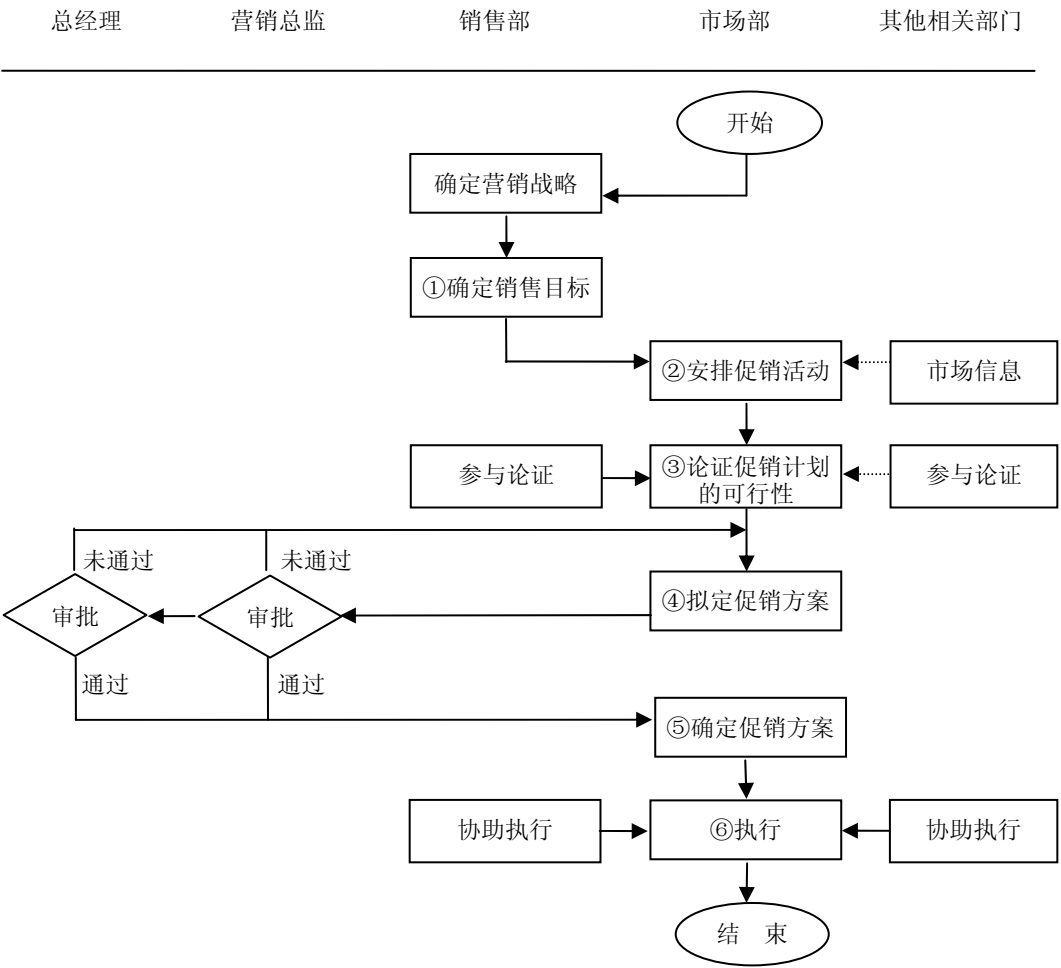 总经理
营销总监
销售部
市场部
其他相关部门
开始
确定营销战略
①确定销售目标
②安排促销活动
市场信息
参与论证
③论证促销计划
的可行性
参与论证
未通过
未通过
审批
审批
④拟定促销方案
通过
通过
⑤确定促销方案
协助执行
⑥执行
协助执行
结 束